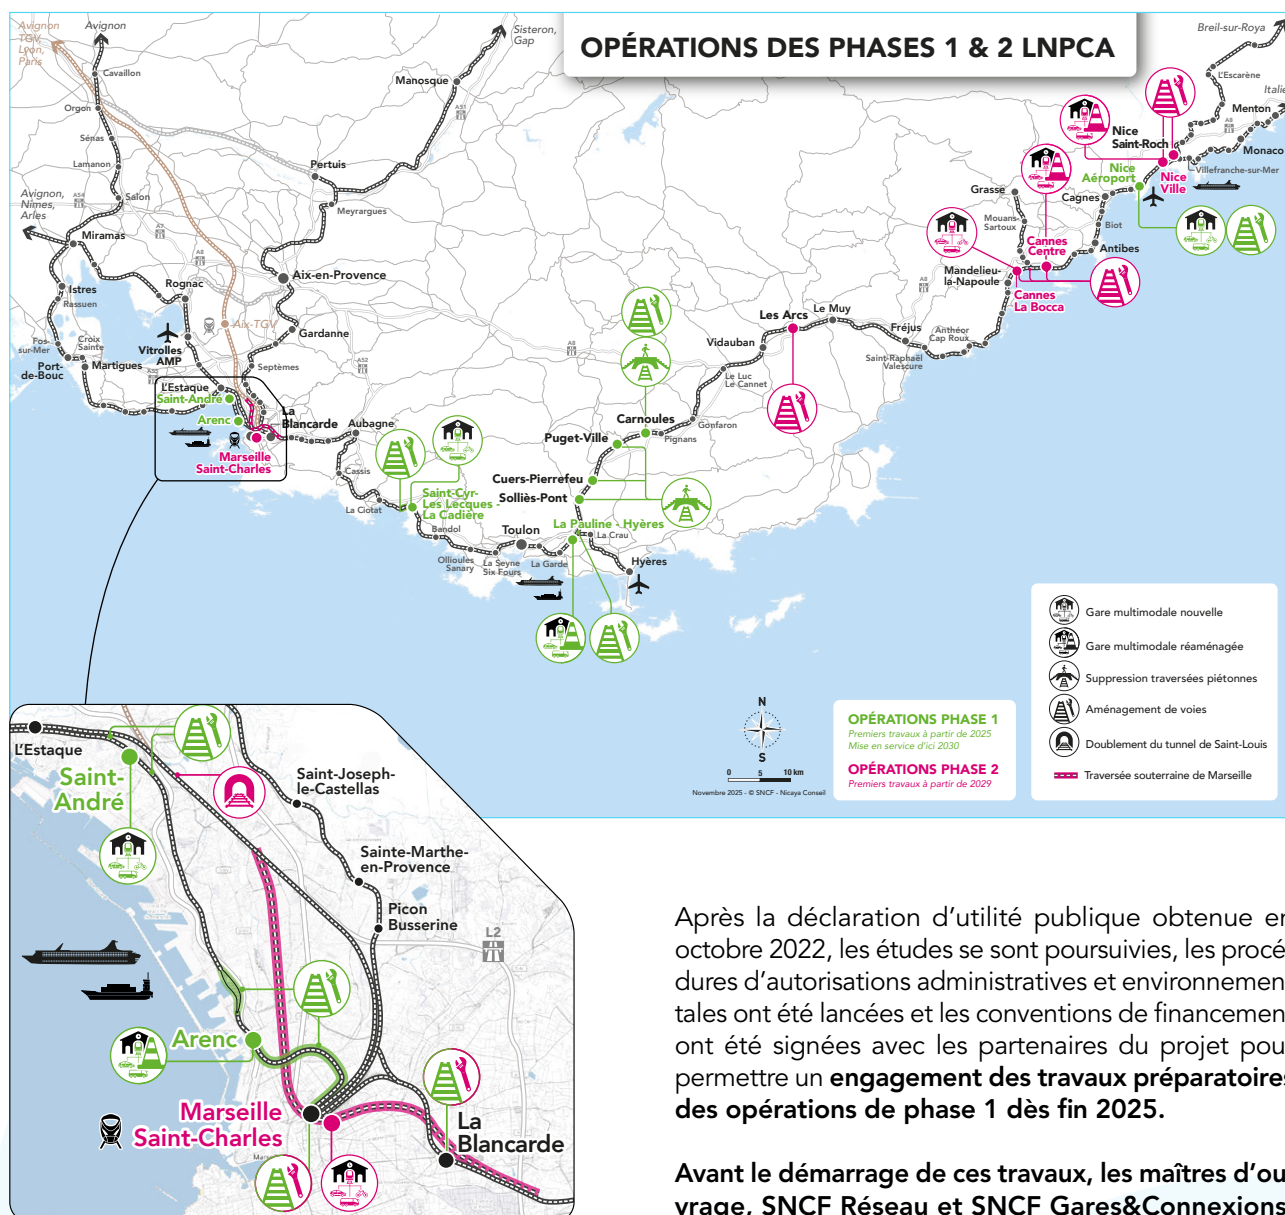 OPÉRATIONS DES PHASES 1 & 2 LNPCA
Avignon
TGV,
Lyon,
Paris
Avignon
Cavaillon
Orgon
Sénas
Lamanon
Salon
Avignon,
Nîmes,
Arles
Miramas
Istres
Rassuen
Fos-
sur-Mer
Port-
de-Bouc
Croix
Sainte
Martigues
Rognac
Vitrolles
AMP
Aix-TGV
L'Estaque
Saint-André
Arenc
Marseille
Saint-Charles
La
Blancarde
Septèmes
Gardanne
Aix-en-Provence
Meyrargues
Pertuis
Manosque
Sisteron,
Gap
A51
A54
A7
A8
A55
A52
A8
A8
A8
Aubagne
Cassis
La Ciotat
Saint-Cyr-
Les Lecques -
La Cadière
Bandol
Ollioules
Sanary
La Seyne
Six Fours
Toulon
La Garde
La Pauline - Hyères
La Crau
Hyères
Solliès-Pont
Cuers-Pierrefeu
Puget-Ville
Carnoules
Pignans
Gonfaron
Le Luc
Le Cannet
Vidauban
Les Arcs
Le Muy
Fréjus
Saint-Raphaël
Valescure
Anthéor
Cap Roux
Mandelieu-
la-Napoule
Cannes
La Bocca
Cannes
Centre
Grasse
Mouans-
Sartoux
Antibes
Biot
Cagnes
Nice
Aéroport
Nice
Saint-Roch
Nice
Ville
Villefranche-sur-Mer
Monaco
Menton
Italie
L'Escarène
Breil-sur-Roya
Gare multimodale nouvelle
Gare multimodale réaménagée
Suppression traversées piétonnes
Aménagement de voies
Doublement du tunnel de Saint-Louis
Traversée souterraine de Marseille
N
S
0 5 10 km
Novembre 2025 - © SNCF - Nicaya Conseil
OPÉRATIONS PHASE 1
Premiers travaux à partir de 2025
Mise en service d'ici 2030
OPÉRATIONS PHASE 2
Premiers travaux à partir de 2029
L'Estaque
Saint-
André
Saint-Joseph-
le-Castellas
Sainte-Marthe-
en-Provence
Picon
Busserine
L2
Arenc
Marseille
Saint-Charles
La
Blancarde
Après la déclaration d'utilité publique obtenue en
octobre 2022, les études se sont poursuivies, les procé
dures d'autorisations administratives et environnemen
tales ont été lancées et les conventions de financemen
ont été signées avec les partenaires du projet pou
permettre un engagement des travaux préparatoires
des opérations de phase 1 dès fin 2025.
Avant le démarrage de ces travaux, les maîtres d'ou
vrage, SNCF Réseau et SNCF Gares&Connexions